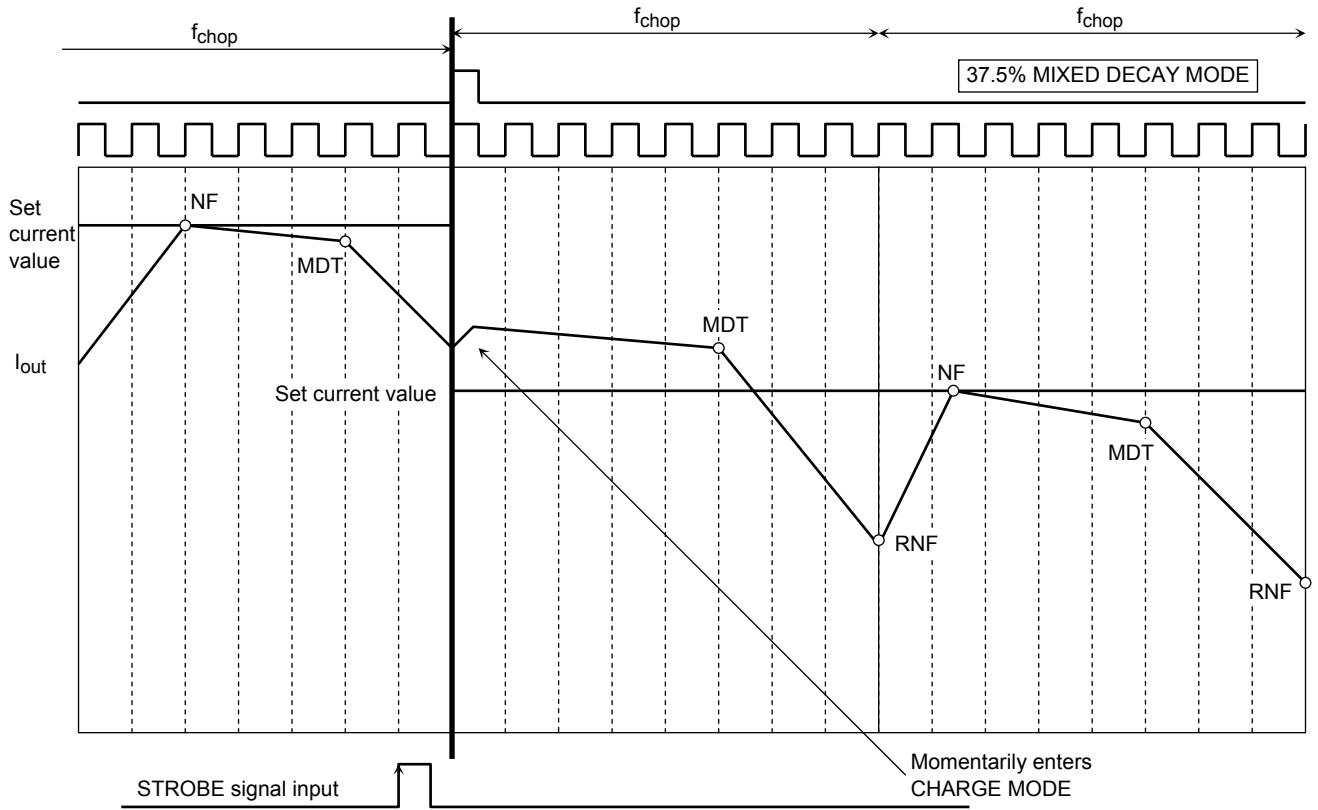 fchop
fchop
fchop
37.5% MIXED DECAY MODE
Set
current
value
NF
MDT
Iout
MDT
Set current value
NF
MDT
RNF
RNF
Momentarily enters
CHARGE MODE
STROBE signal input